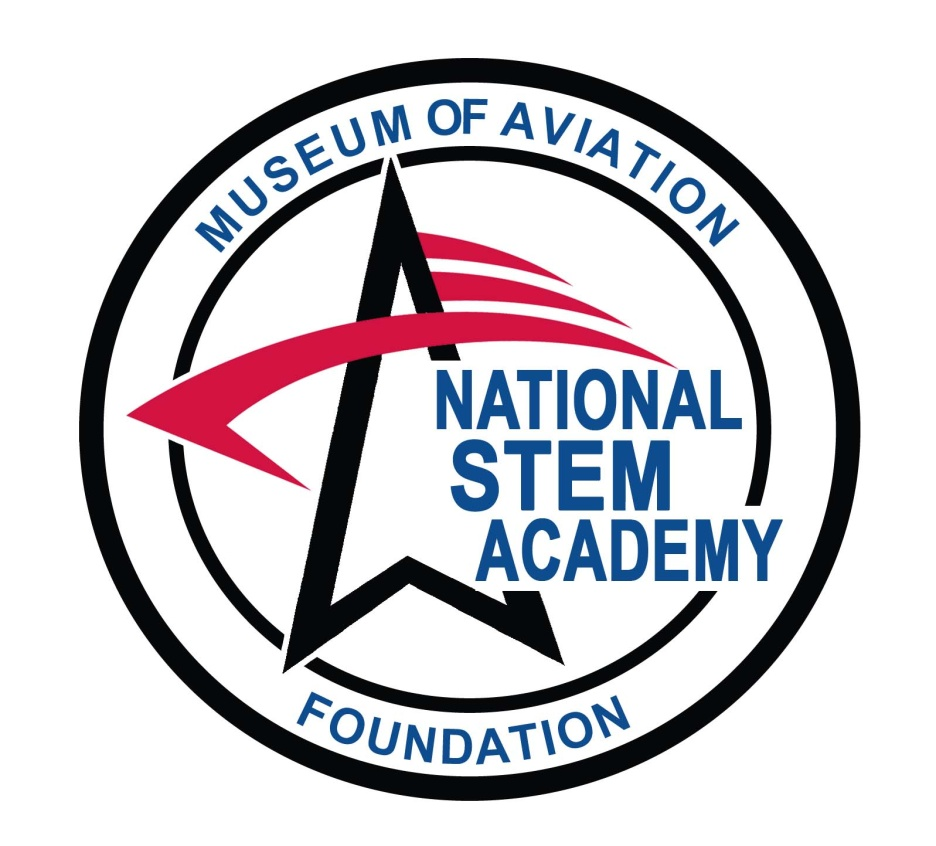 MUSEUM OF AVIATION
NATIONAL
STEM
ACADEMY
FOUNDATION